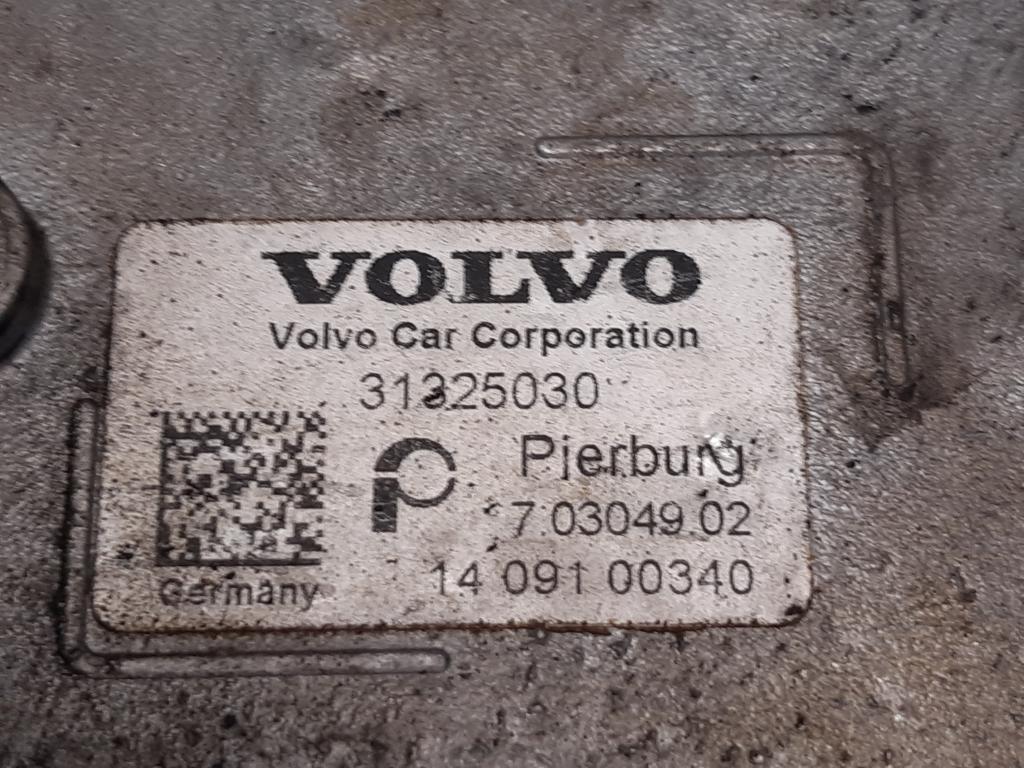 VOLVO
Volvo Car Corporation
31325030
Pierburg
7.03049.02
14 091 00340
Germany